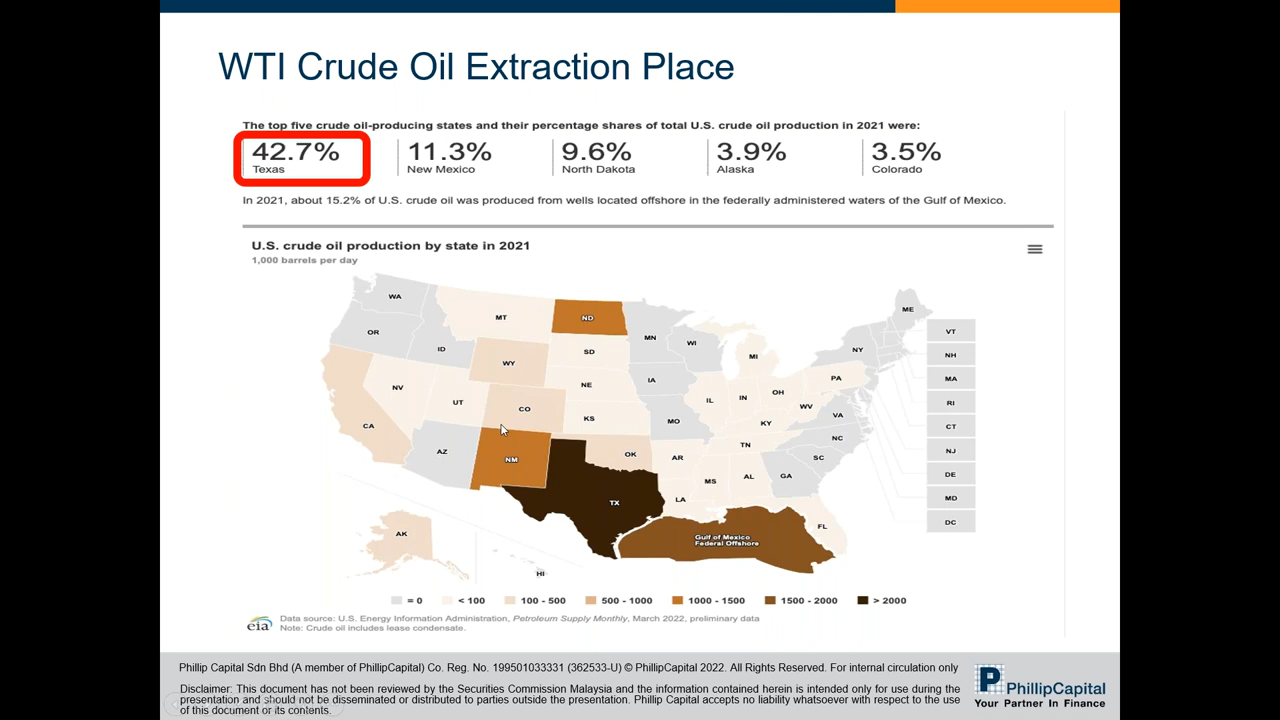 WTI Crude Oil Extraction Place
The top five crude oil-producing states and their percentage shares of total U.S. crude oil production in 2021 were:
42.7% 11.3% 9.6% 3.9% 3.5%
Texas New Mexico North Dakota Alaska Colorado
In 2021, about 15.2% of U.S. crude oil was produced from wells located offshore in the federally administered waters of the Gulf of Mexico.
U.S. crude oil production by state in 2021
1,000 barrels per day
WA
ME
MT ND
OR VT
MN
WI
ID NY
SD NH
MI
WY
PA MA
IA
NV NE
OH
IN
UT IL WV RI
CO
VA
KS
MO KY
CA CT
NC
TN
AZ NJ
OK
AR SC
NM
DE
GA
AL
MS
MD
LA
TX
DC
FL
AK
Gulf of Mexico
Federal Offshore
HI
= 0 < 100 100 - 500 500 - 1000 1000 - 1500 1500 - 2000 > 2000
eia
Data source: U.S. Energy Information Administration, Petroleum Supply Monthly, March 2022, preliminary data
Note: Crude oil includes lease condensate.
Phillip Capital Sdn Bhd (A member of PhillipCapital) Co. Reg. No. 199501033331 (362533-U) © PhillipCapital 2022. All Rights Reserved. For internal circulation only
Disclaimer: This document has not been reviewed by the Securities Commission Malaysia and the information contained herein is intended only for use during the
presentation and should not be disseminated or distributed to parties outside the presentation. Phillip Capital accepts no liability whatsoever with respect to the use
of this document or its contents.
PhillipCapital
Your Partner In Finance